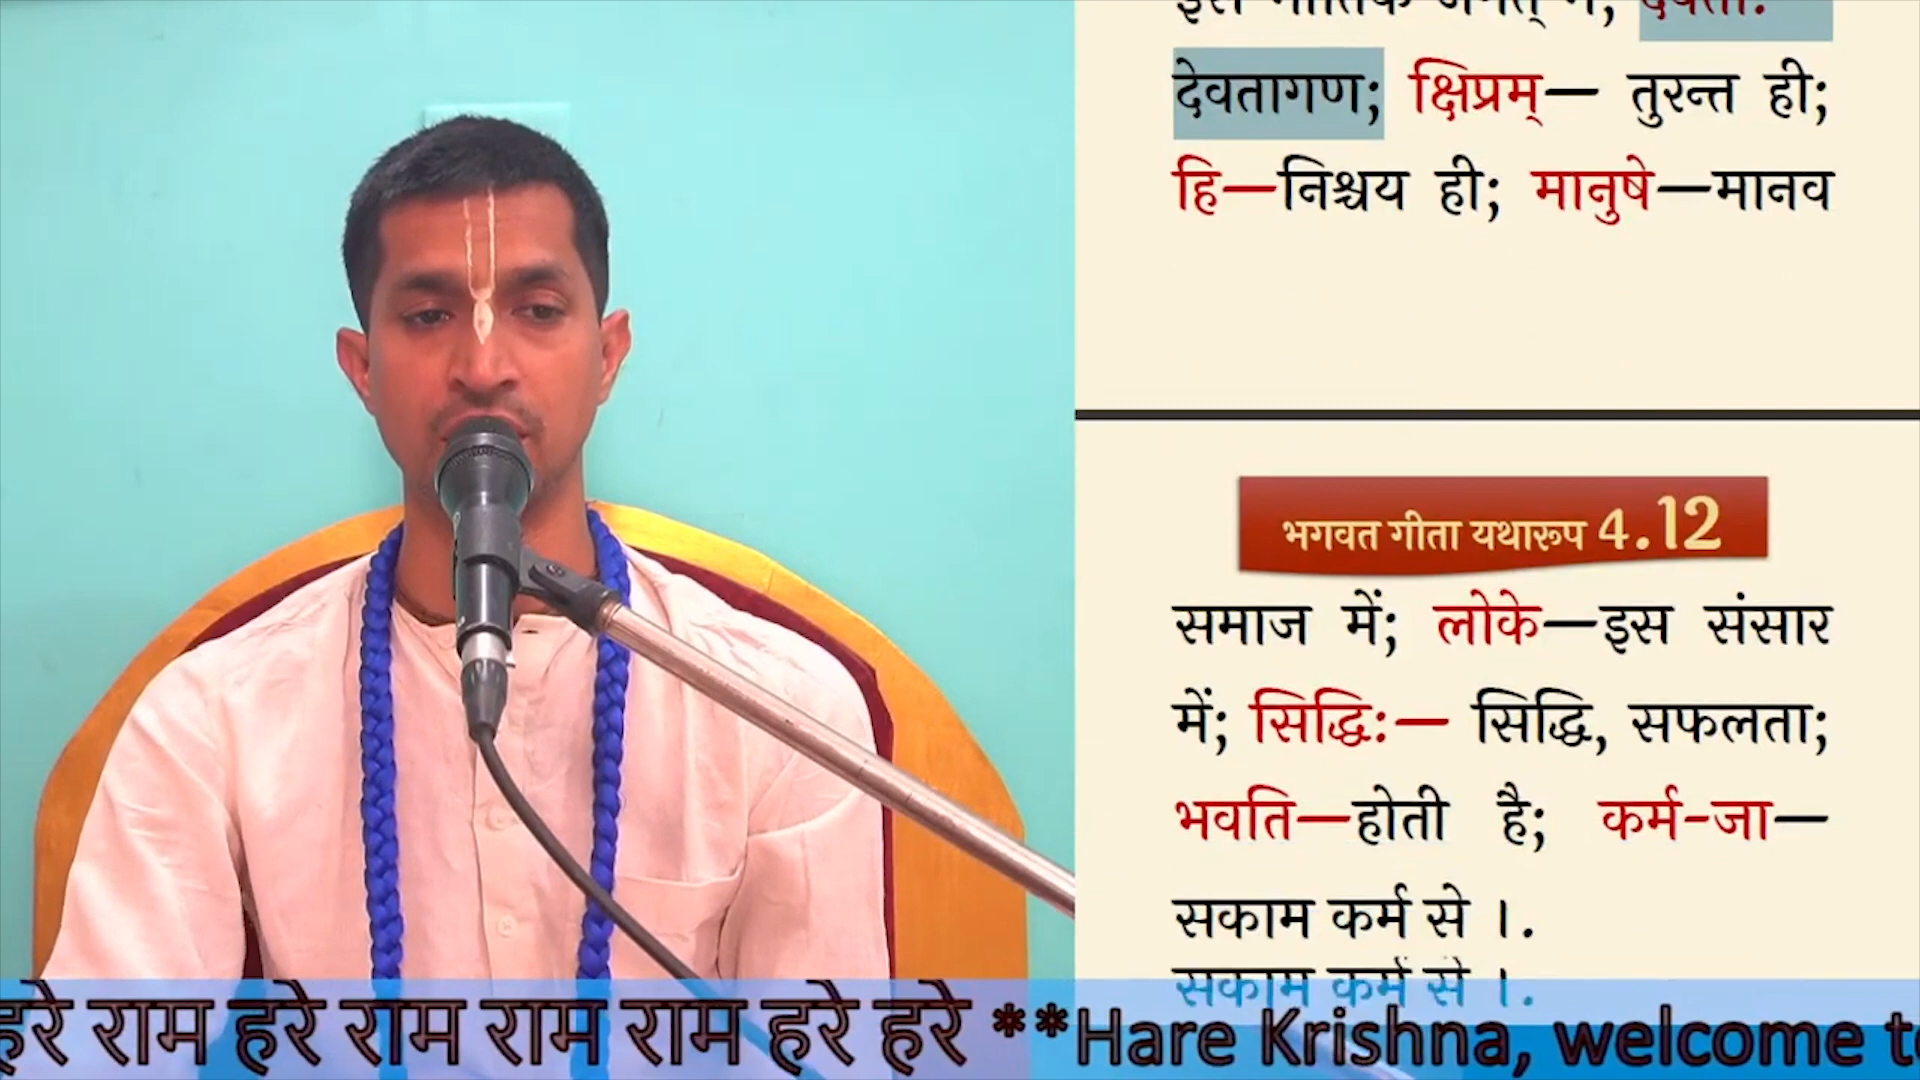 देवताः
देवतागण; क्षिप्रम्— तुरन्त ही;
हि—निश्चय ही; मानुषे—मानव
भगवत गीता यथारूप 4.12
समाज में; लोके—इस संसार
में; सिद्धिः— सिद्धि, सफलता;
भवति—होती है; कर्म-जा—
सकाम कर्म से ।.
सकाम कर्म से ।.
हरे राम हरे राम राम राम हरे हरे **Hare Krishna, welcome